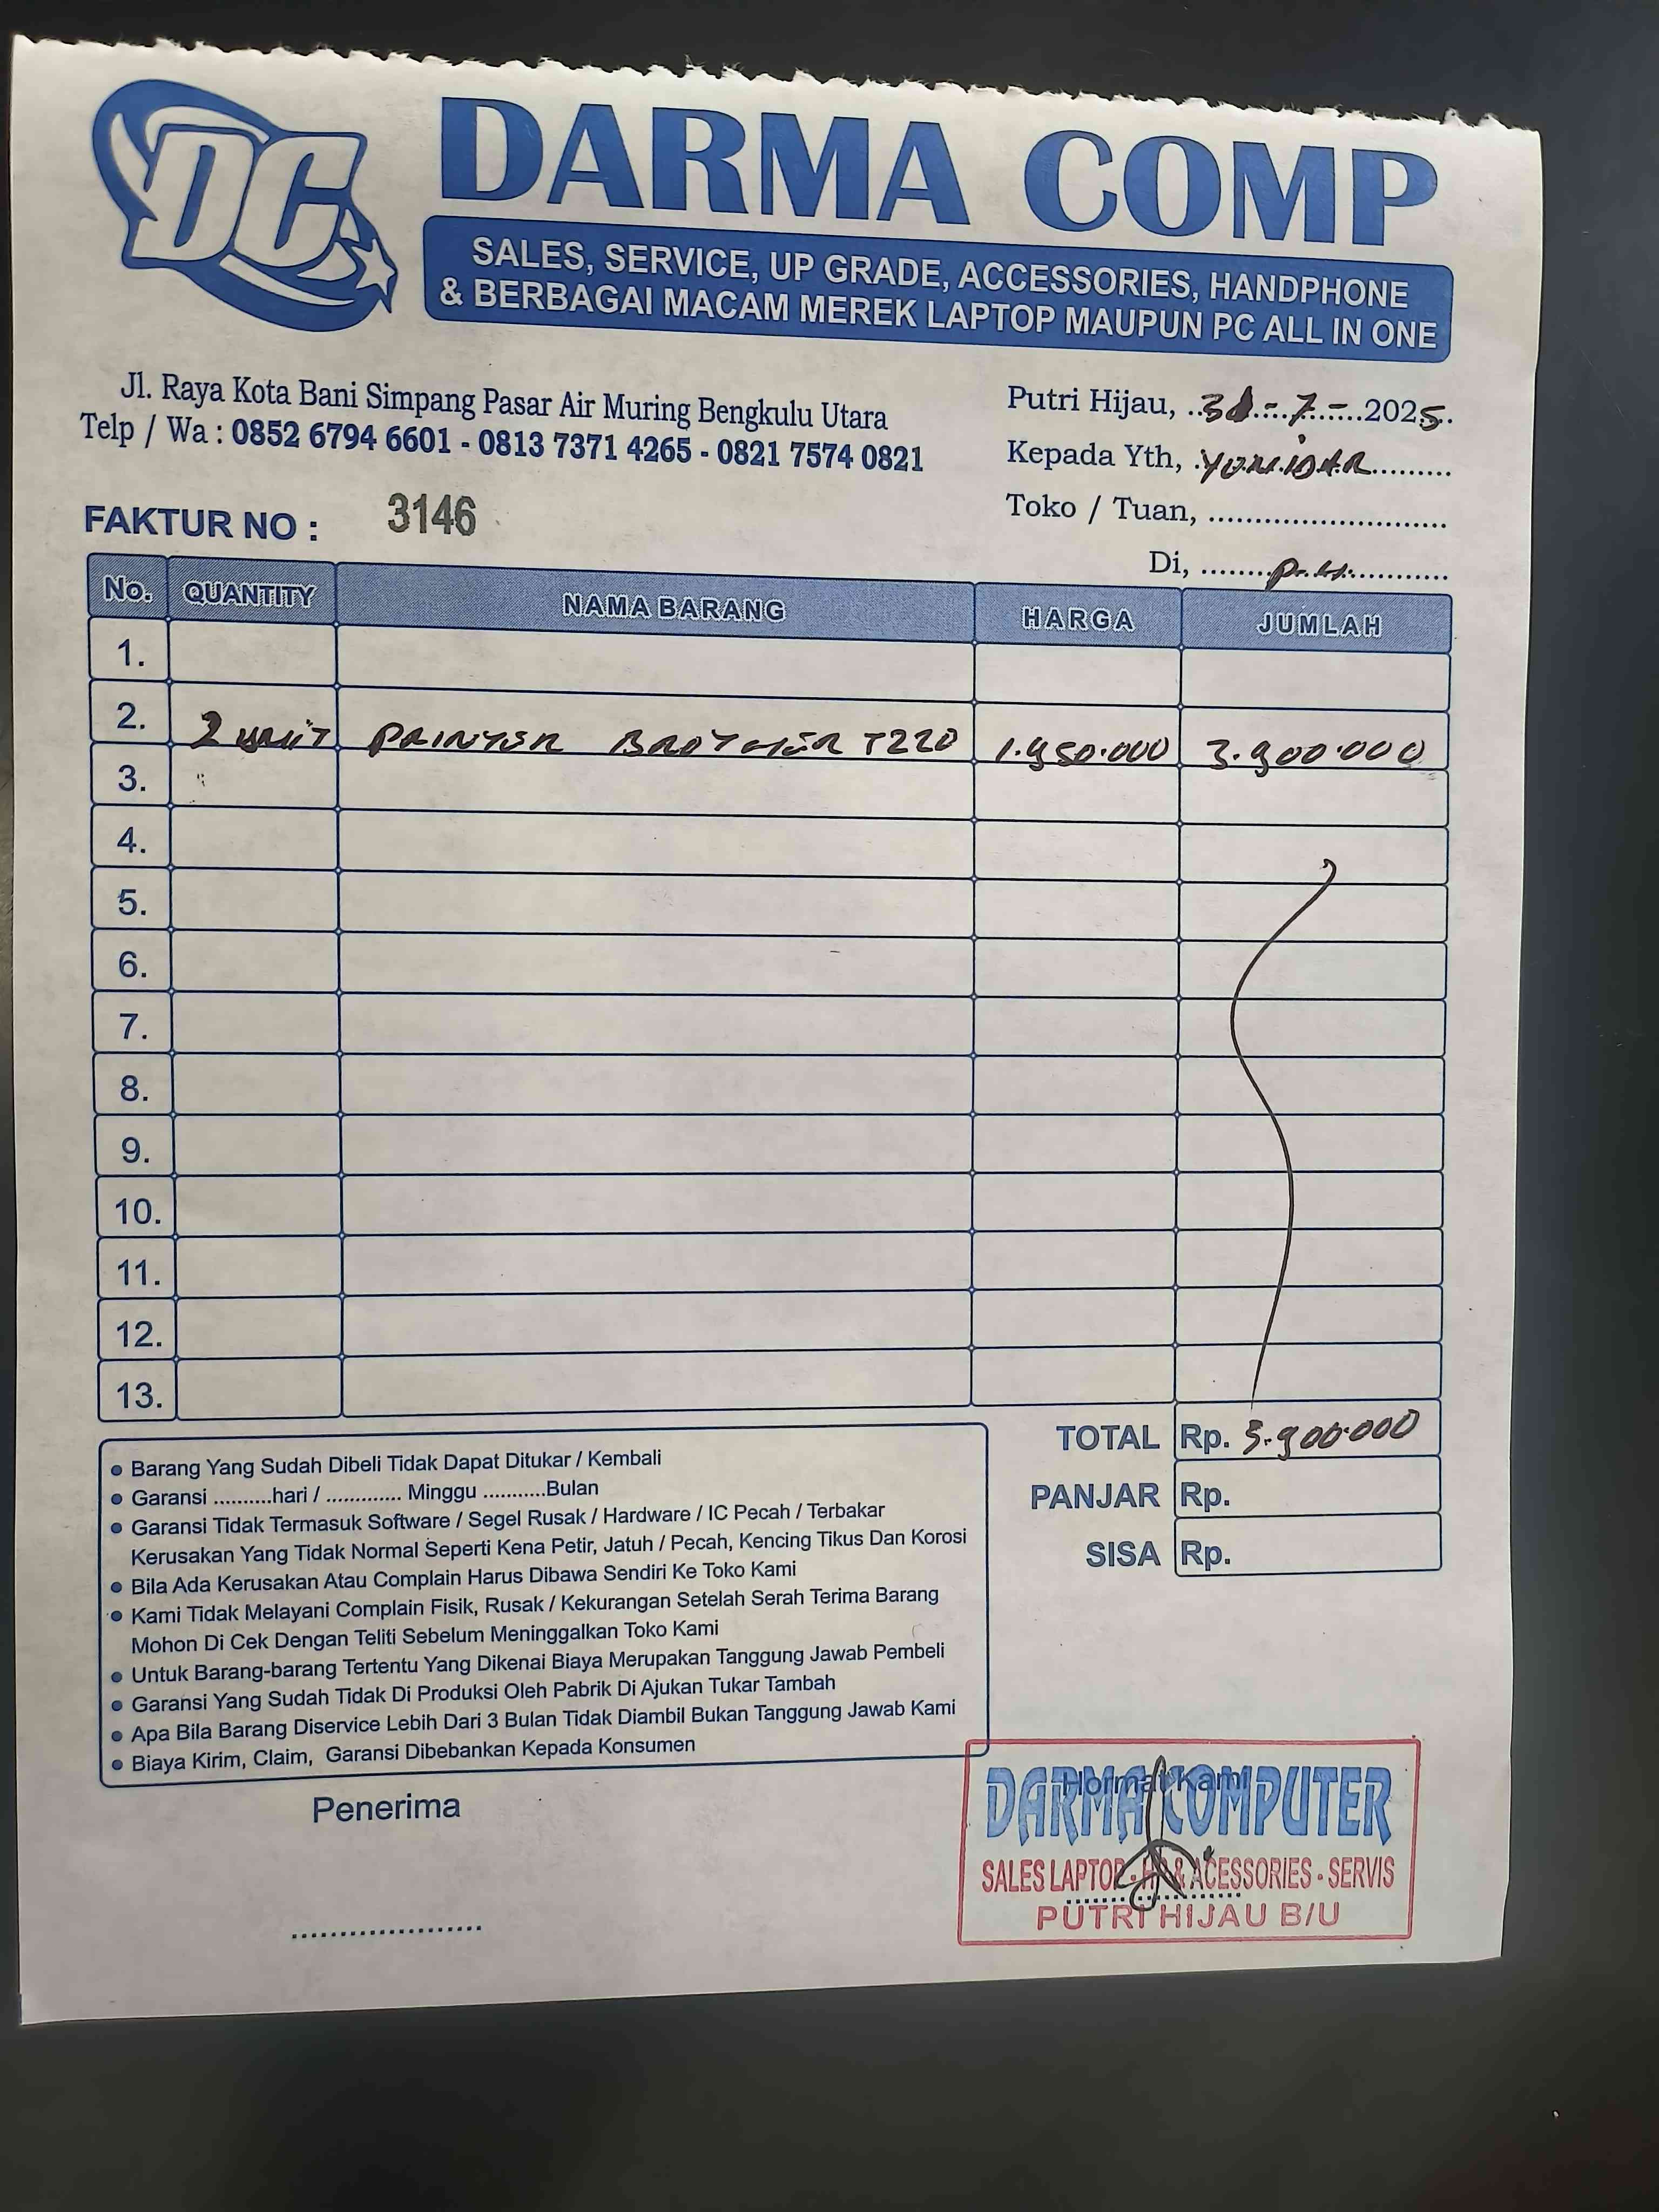 DC
DARMA COMP
SALES, SERVICE, UP GRADE, ACCESSORIES, HANDPHONE
& BERBAGAI MACAM MEREK LAPTOP MAUPUN PC ALL IN ONE
Jl. Raya Kota Bani Simpang Pasar Air Muring Bengkulu Utara
Telp / Wa : 0852 6794 6601 - 0813 7371 4265 - 0821 7574 0821
Putri Hijau, - 7 - 2025
Kepada Yth, YUNIDAR
Toko / Tuan, ..........................
Di,
FAKTUR NO : 3146
No. QUANTITY NAMA BARANG HARGA JUMLAH
1.
2. 2 UNIT PRINTER BROTHER T220 1.950.000 3.900.000
3.
4.
5.
6.
7.
8.
9.
10.
11.
12.
13.
TOTAL Rp. 3.900.000
PANJAR Rp.
SISA Rp.
• Barang Yang Sudah Dibeli Tidak Dapat Ditukar / Kembali
• Garansi ..........hari / ............. Minggu ...........Bulan
• Garansi Tidak Termasuk Software / Segel Rusak / Hardware / IC Pecah / Terbakar
Kerusakan Yang Tidak Normal Seperti Kena Petir, Jatuh / Pecah, Kencing Tikus Dan Korosi
• Bila Ada Kerusakan Atau Complain Harus Dibawa Sendiri Ke Toko Kami
• Kami Tidak Melayani Complain Fisik, Rusak / Kekurangan Setelah Serah Terima Barang
Mohon Di Cek Dengan Teliti Sebelum Meninggalkan Toko Kami
• Untuk Barang-barang Tertentu Yang Dikenai Biaya Merupakan Tanggung Jawab Pembeli
• Garansi Yang Sudah Tidak Di Produksi Oleh Pabrik Di Ajukan Tukar Tambah
• Apa Bila Barang Diservice Lebih Dari 3 Bulan Tidak Diambil Bukan Tanggung Jawab Kami
• Biaya Kirim, Claim, Garansi Dibebankan Kepada Konsumen
Penerima
Hormat Kami
DARMA COMPUTER
SALES LAPTOP - HP & ACESSORIES - SERVIS
PUTRI HIJAU B/U